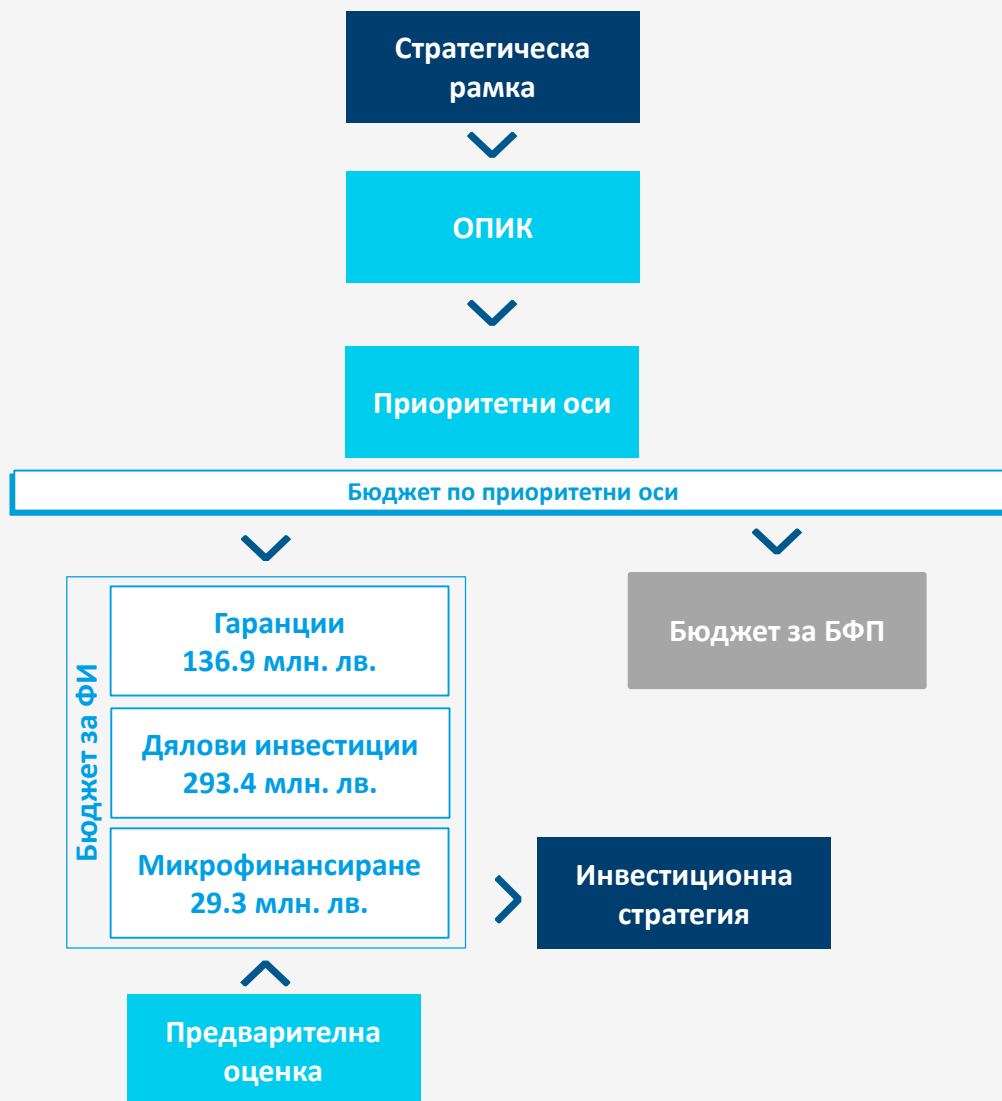 Стратегическа
рамка
ОПИК
Приоритетни оси
Бюджет по приоритетни оси
Бюджет за ФИ
Гаранции
136.9 млн. лв.
Дялови инвестиции
293.4 млн. лв.
Микрофинансиране
29.3 млн. лв.
Бюджет за БФП
Инвестиционна
стратегия
Предварителна
оценка